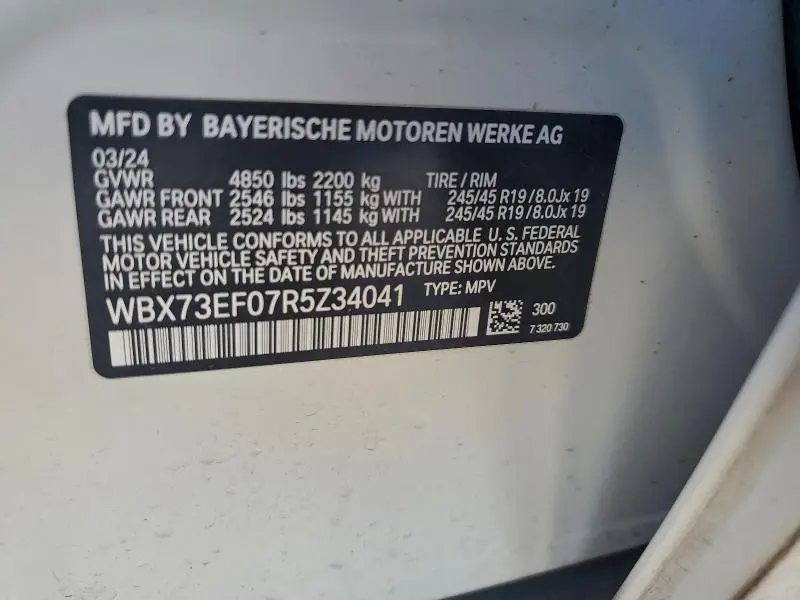 MFD BY BAYERISCHE MOTOREN WERKE AG
03/24
GVWR 4850 lbs 2200 kg TIRE / RIM
GAWR FRONT 2546 lbs 1155 kg WITH 245/45 R19 / 8.0Jx 19
GAWR REAR 2524 lbs 1145 kg WITH 245/45 R19 / 8.0Jx 19
THIS VEHICLE CONFORMS TO ALL APPLICABLE U. S. FEDERAL
MOTOR VEHICLE SAFETY AND THEFT PREVENTION STANDARDS
IN EFFECT ON THE DATE OF MANUFACTURE SHOWN ABOVE.
WBX73EF07R5Z34041 TYPE: MPV
300
7 320 730